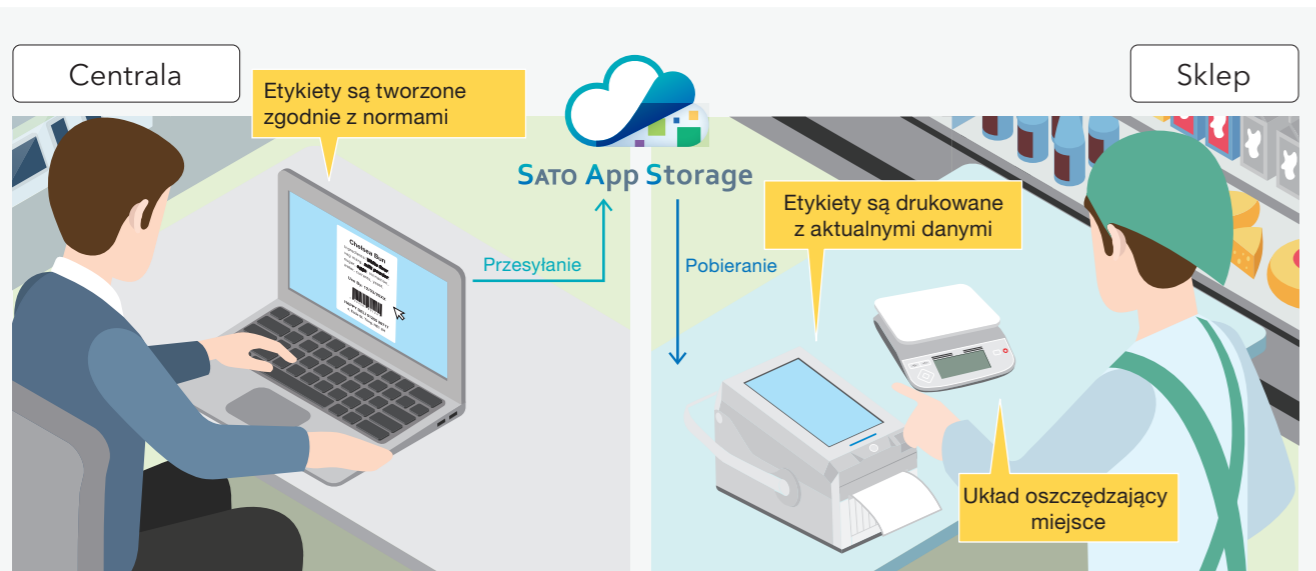 Centrala
Sklep
Etykiety są tworzone
zgodnie z normami
SATO App Storage
Etykiety są drukowane
z aktualnymi danymi
Przesyłanie
Pobieranie
Chelsea Bun
Układ oszczędzający
miejsce